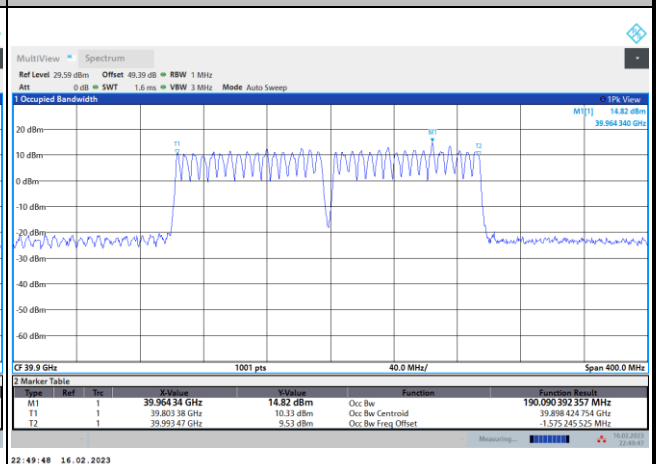 MultiView Spectrum
Ref Level 29.59 dBm Offset 49.39 dB RBW 1 MHz
Att 0 dB SWT 1.6 ms VBW 3 MHz Mode Auto Sweep
1 Occupied Bandwidth 1Pk View
M1[1] 14.82 dBm
39.964 340 GHz
20 dBm
M1
T1 T2
10 dBm
0 dBm
-10 dBm
-20 dBm
-30 dBm
-40 dBm
-50 dBm
-60 dBm
CF 39.9 GHz 1001 pts 40.0 MHz/ Span 400.0 MHz
2 Marker Table
Type Ref Trc X-Value Y-Value Function Function Result
M1 1 39.964 34 GHz 14.82 dBm Occ Bw 190.090 392 357 MHz
T1 1 39.803 38 GHz 10.33 dBm Occ Bw Centroid 39.898 424 754 GHz
T2 1 39.993 47 GHz 9.53 dBm Occ Bw Freq Offset -1.575 245 525 MHz
Measuring... 16.02.2023
22:49:47
22:49:48 16.02.2023